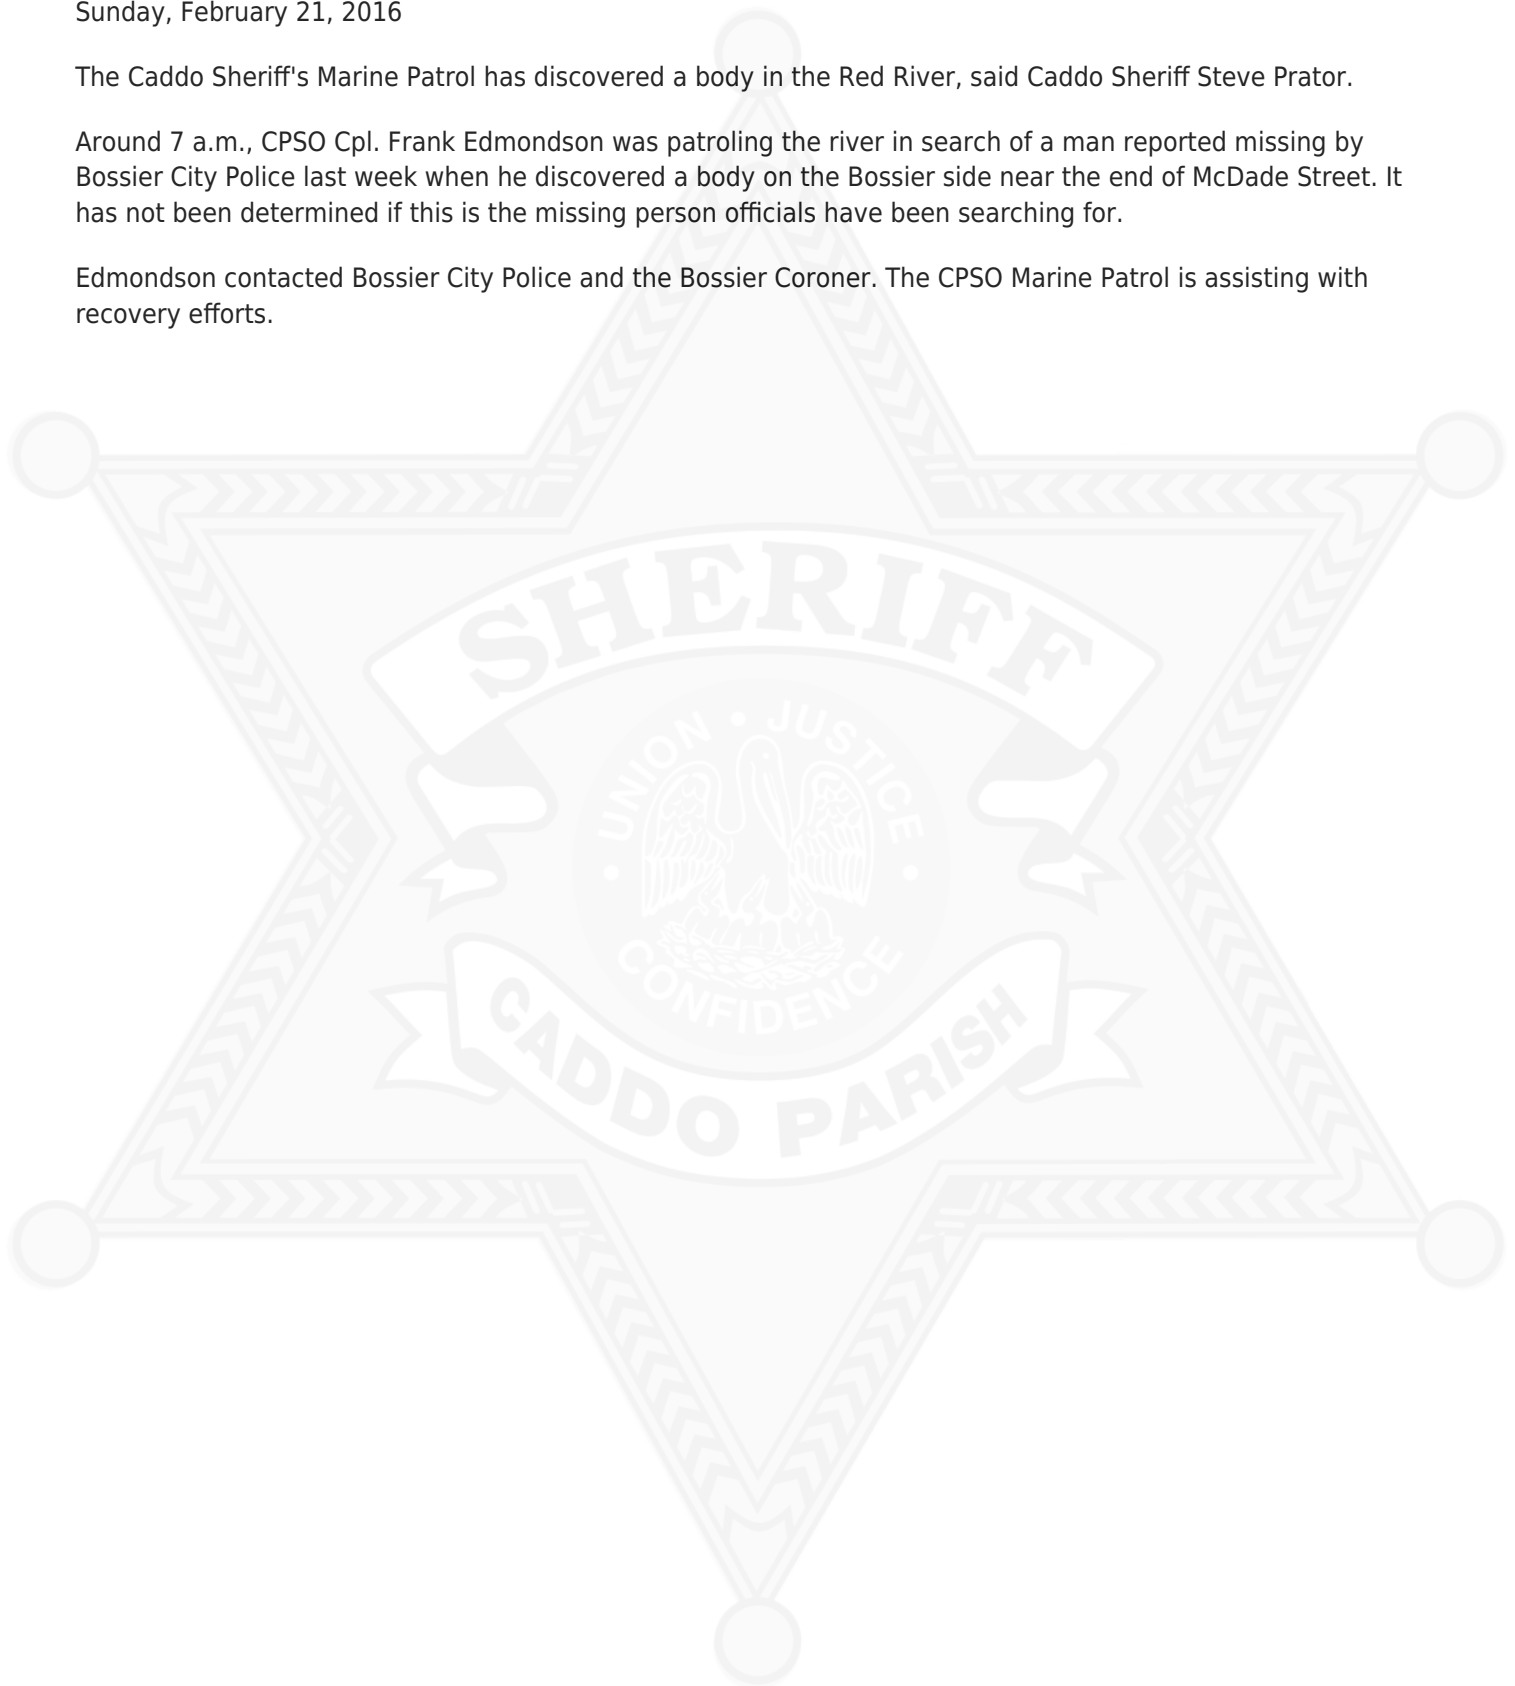 Sunday, February 21, 2016
The Caddo Sheriff's Marine Patrol has discovered a body in the Red River, said Caddo Sheriff Steve Prator.
Around 7 a.m., CPSO Cpl. Frank Edmondson was patroling the river in search of a man reported missing by
Bossier City Police last week when he discovered a body on the Bossier side near the end of McDade Street. It
has not been determined if this is the missing person officials have been searching for.
Edmondson contacted Bossier City Police and the Bossier Coroner. The CPSO Marine Patrol is assisting with
recovery efforts.
SHERIFF
UNION • JUSTICE
• CONFIDENCE •
CADDO PARISH